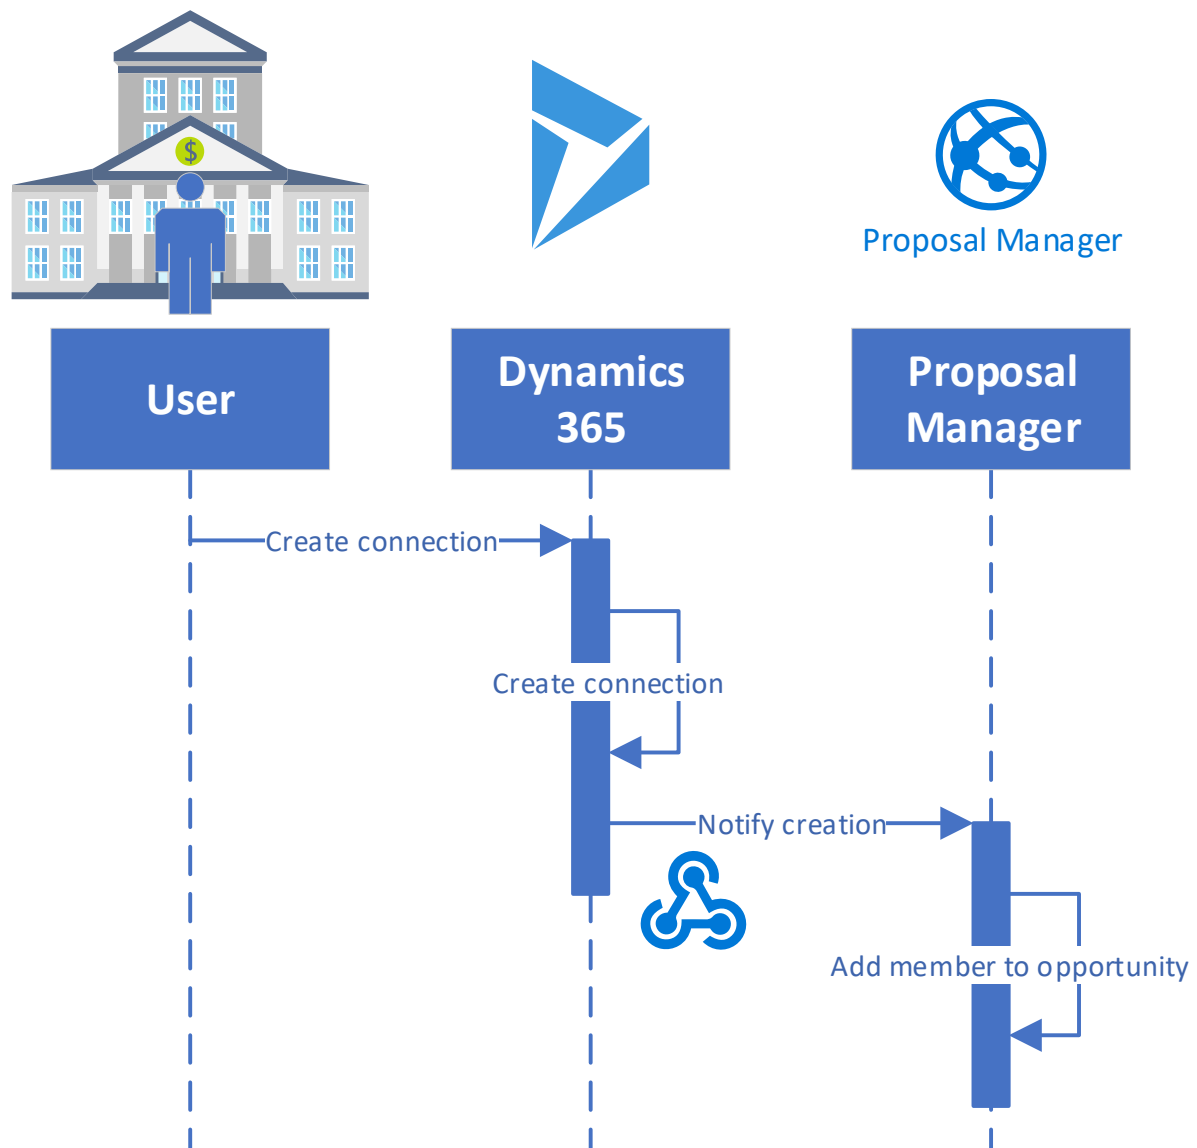 $
Proposal Manager
User
Dynamics
365
Proposal
Manager
Create connection
Create connection
Notify creation
Add member to opportunity